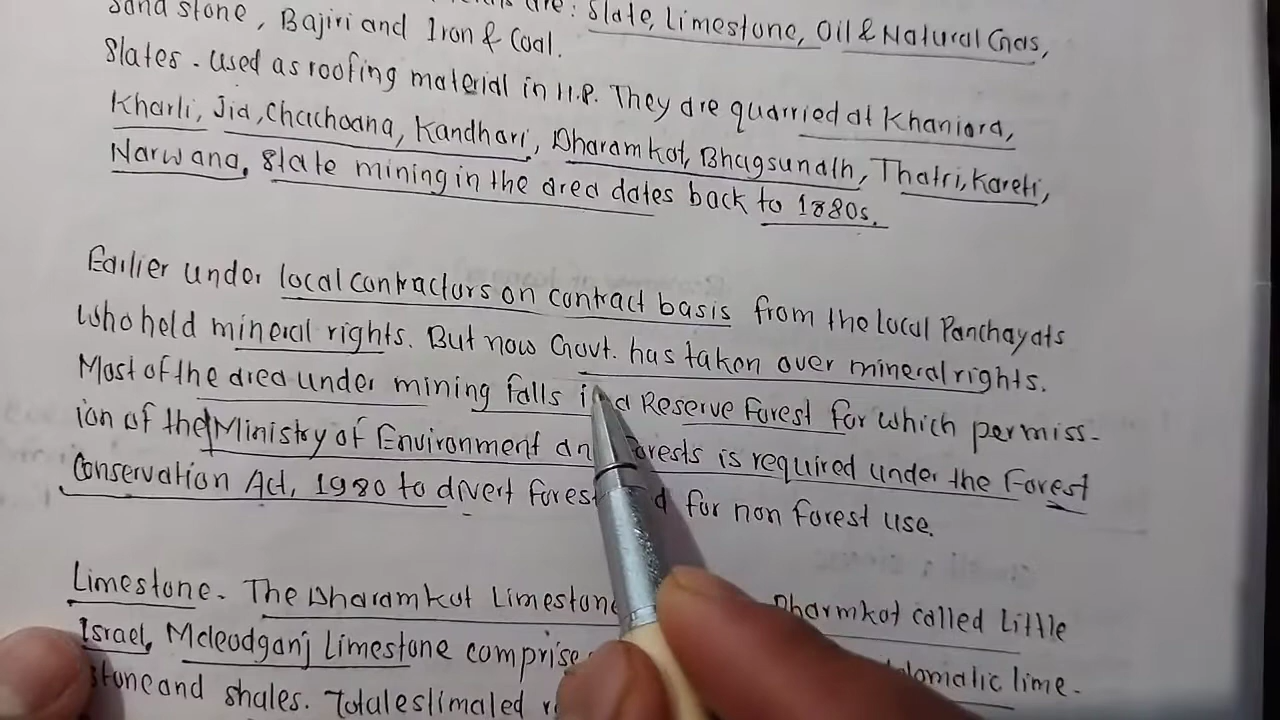 are: Slate, Limestone, Oil & Natural Gas,
Sand stone, Bajiri and Iron & Coal.
Slates - used as roofing material in H.P. They are quarried at Khaniara,
Kharli, Jia, Chachoana, Kandhari, Dharamkot, Bhagsunath, Thatri, Kareti,
Narwana, Slate mining in the area dates back to 1880s.
Earlier under local contractors on contract basis from the local Panchayats
who held mineral rights. But now Govt. has taken over mineral rights.
Most of the area under mining falls in a Reserve Forest for which permiss-
ion of the Ministry of Environment an orests is required under the Forest
Conservation Act, 1980 to divert Fores d for non forest use.
Limestone - The Dharamkot Limestone Dharmkot called Little
Israel, Mcleodganj Limestone comprise lomatic lime-
stone and shales. Total eslimated r